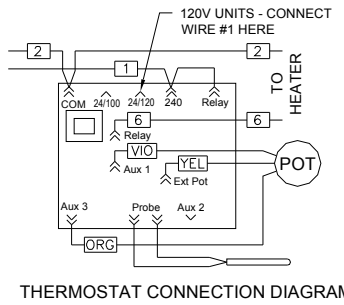 120V UNITS - CONNECT
WIRE #1 HERE
2
2
1
TO
HEATER
COM
24/100
24/120
240
Relay
6
6
Relay
VIO
Aux 1
YEL
POT
Ext Pot
Aux 3
Probe
Aux 2
ORG
THERMOSTAT CONNECTION DIAGRAM